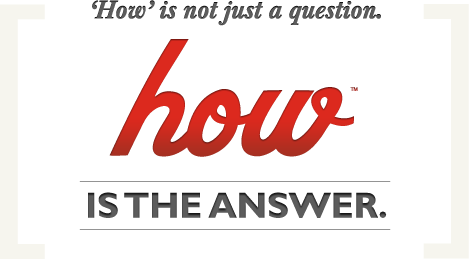 ‘How’ is not just a question.
how™
IS THE ANSWER.